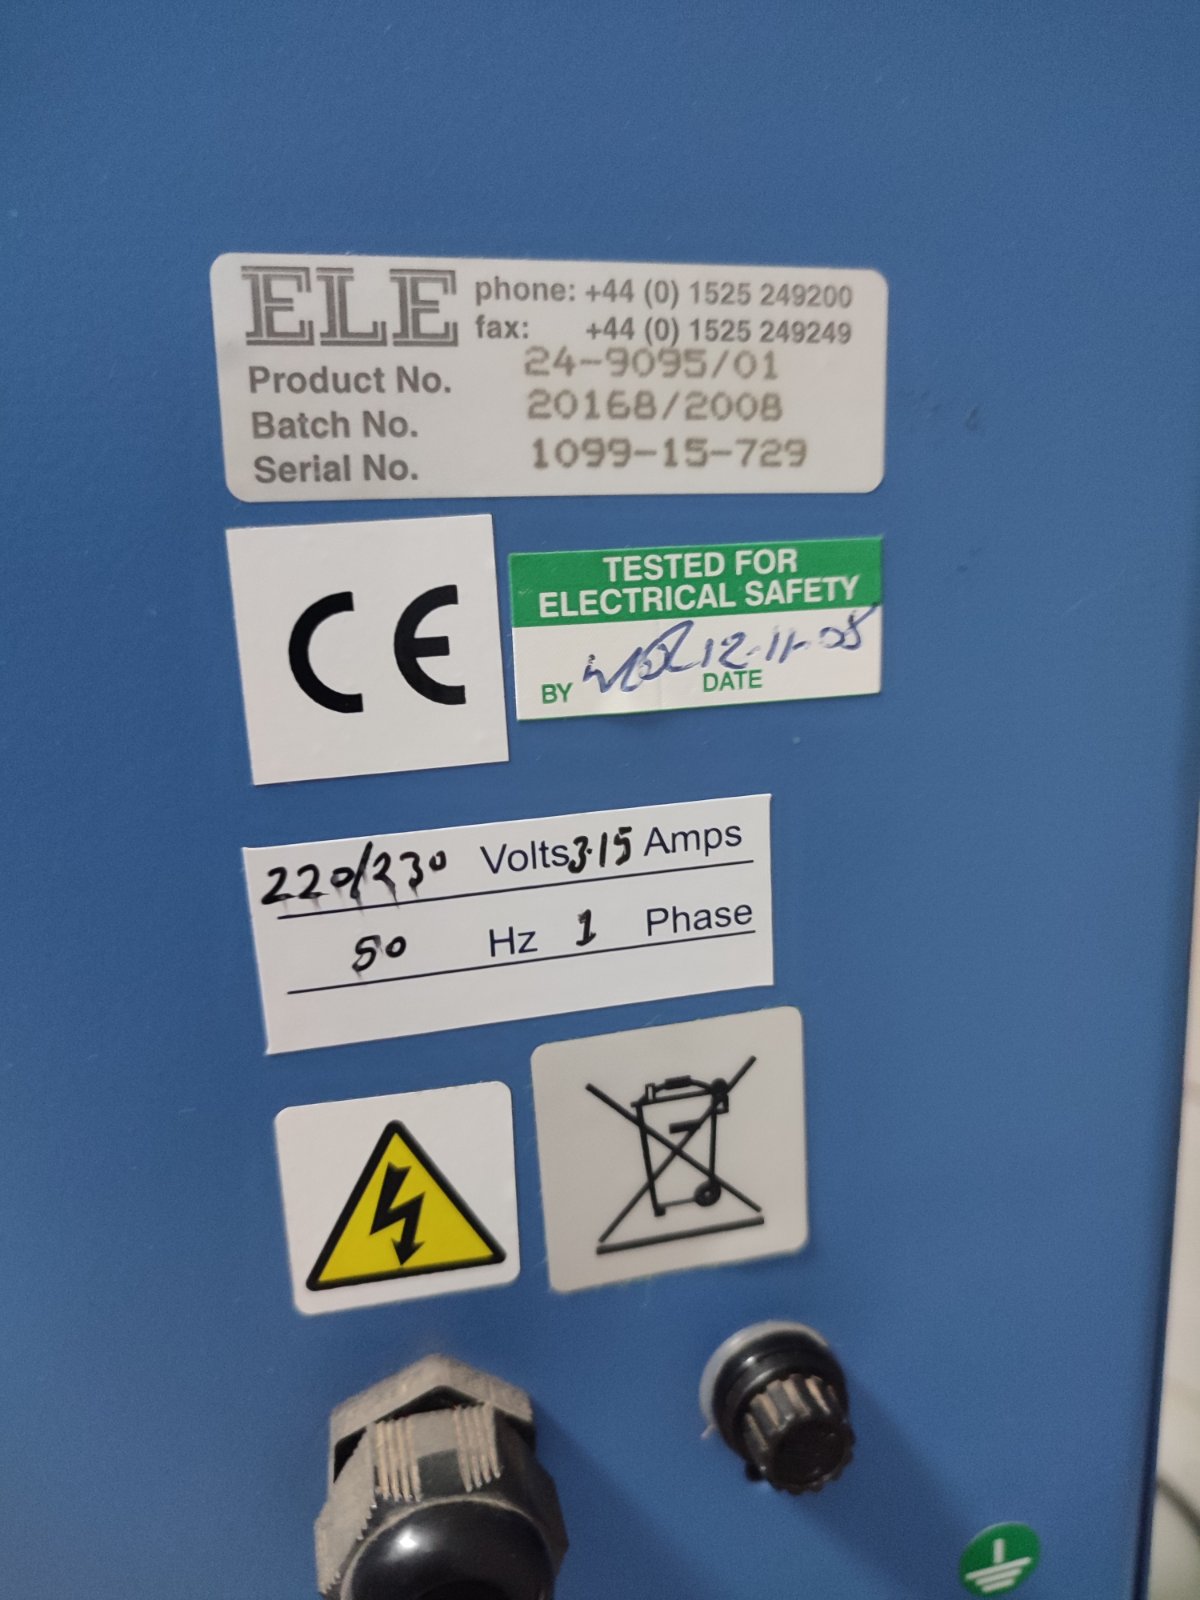 ELE
phone: +44 (0) 1525 249200
fax: +44 (0) 1525 249249
Product No. 24-9095/01
Batch No. 20168/2008
Serial No. 1099-15-729
CE
TESTED FOR
ELECTRICAL SAFETY
12-11-08
BY DATE
220/230 Volts 3.15 Amps
50 Hz 1 Phase